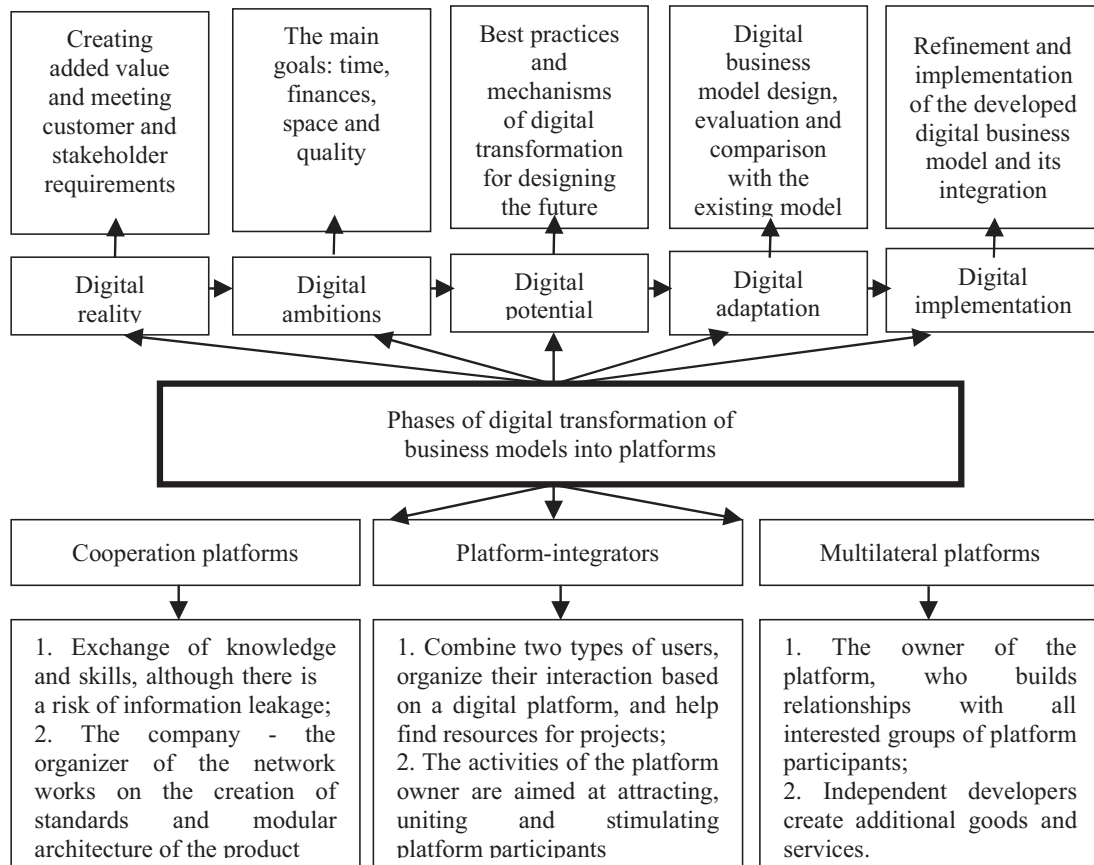 Creating
added value
and meeting
customer and
stakeholder
requirements
The main
goals: time,
finances,
space and
quality
Best practices
and
mechanisms
of digital
transformation
for designing
the future
Digital
business
model design,
evaluation and
comparison
with the
existing model
Refinement and
implementation
of the developed
digital business
model and its
integration
Digital
reality
Digital
ambitions
Digital
potential
Digital
adaptation
Digital
implementation
Phases of digital transformation of
business models into platforms
Cooperation platforms
Platform-integrators
Multilateral platforms
1. Exchange of knowledge
and skills, although there is
a risk of information leakage;
2. The company - the
organizer of the network
works on the creation of
standards and modular
architecture of the product
1. Combine two types of users,
organize their interaction based
on a digital platform, and help
find resources for projects;
2. The activities of the platform
owner are aimed at attracting,
uniting and stimulating
platform participants
1. The owner of the
platform, who builds
relationships with all
interested groups of platform
participants;
2. Independent developers
create additional goods and
services.